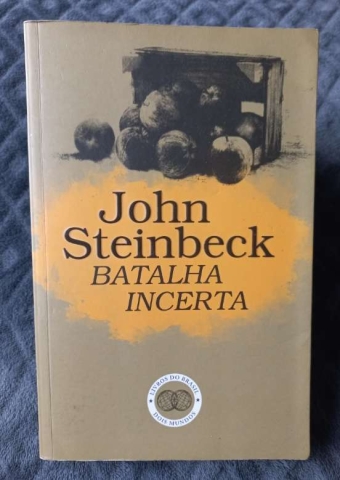 John
Steinbeck
BATALHA
INCERTA
LIVROS DO BRASIL
DOIS MUNDOS